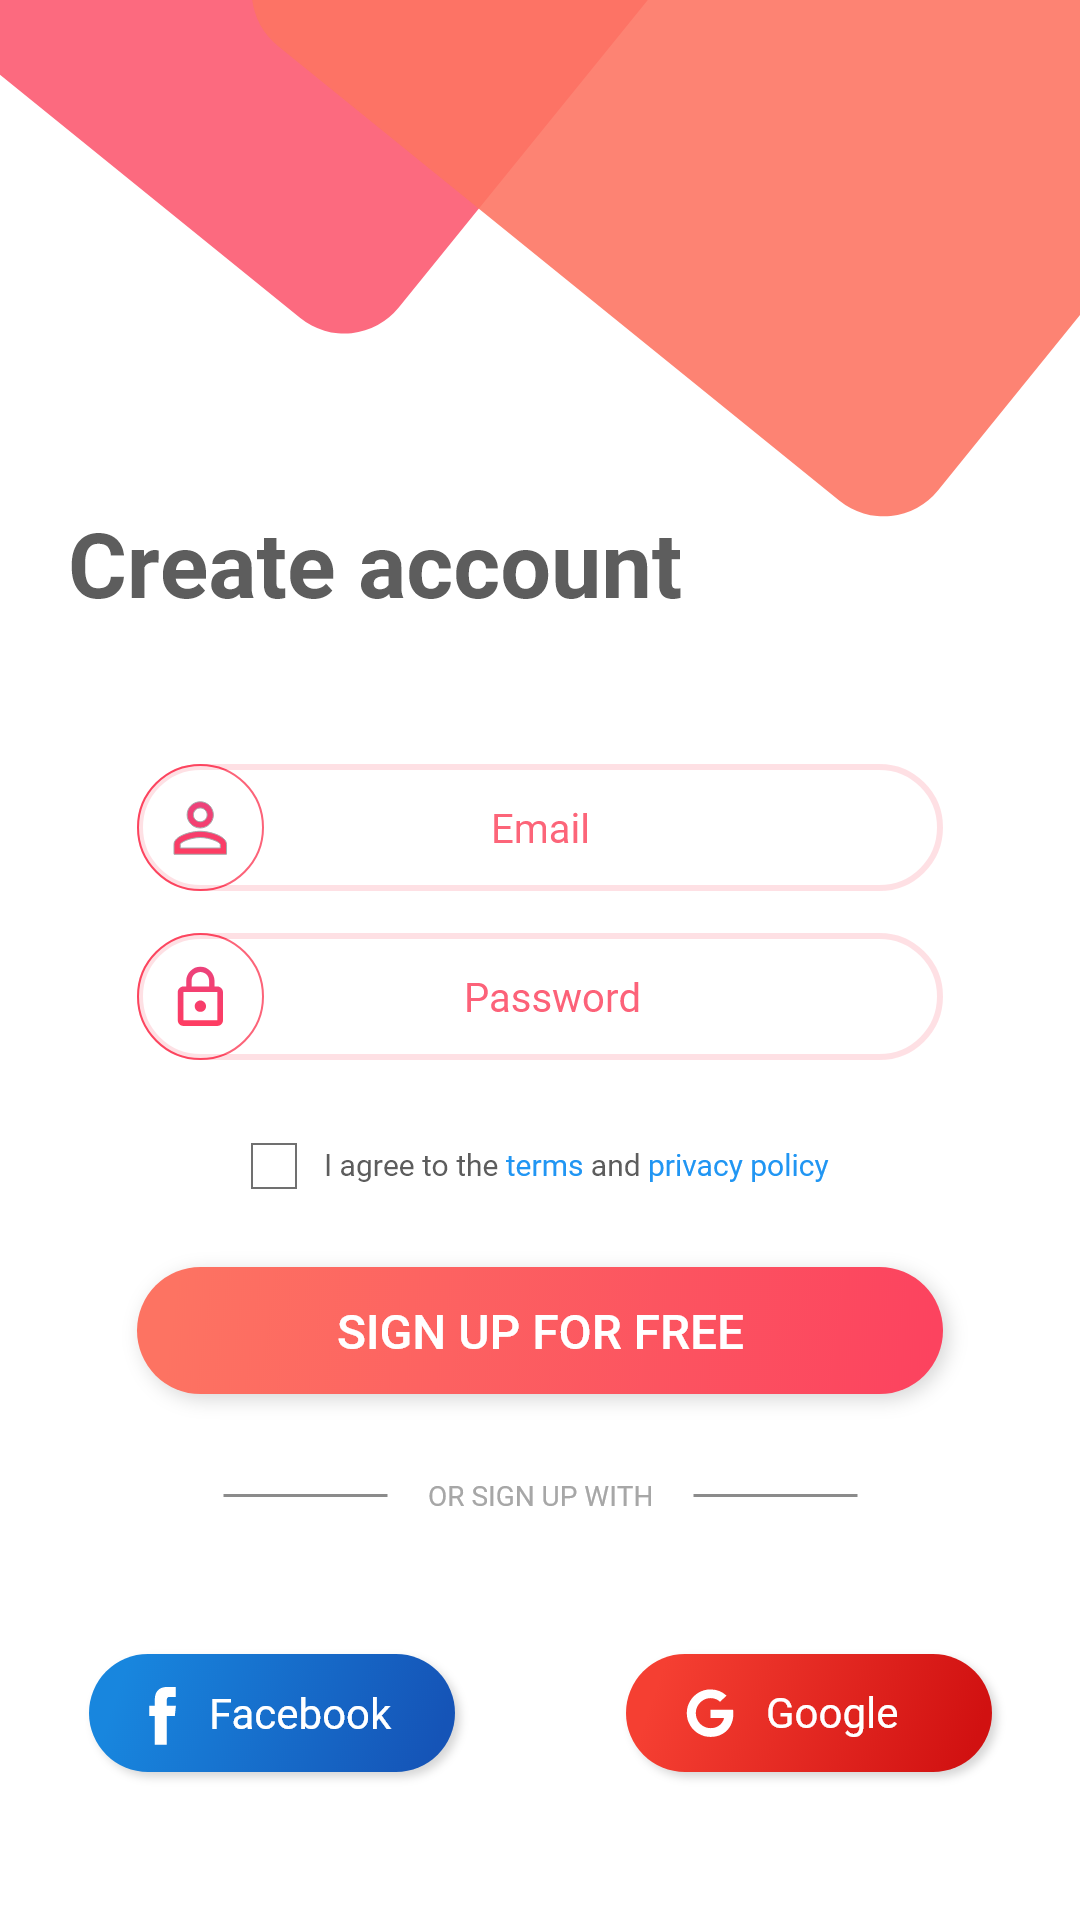 Create account
Email
Password
I agree to the terms and privacy policy
SIGN UP FOR FREE
OR SIGN UP WITH
Facebook
Google